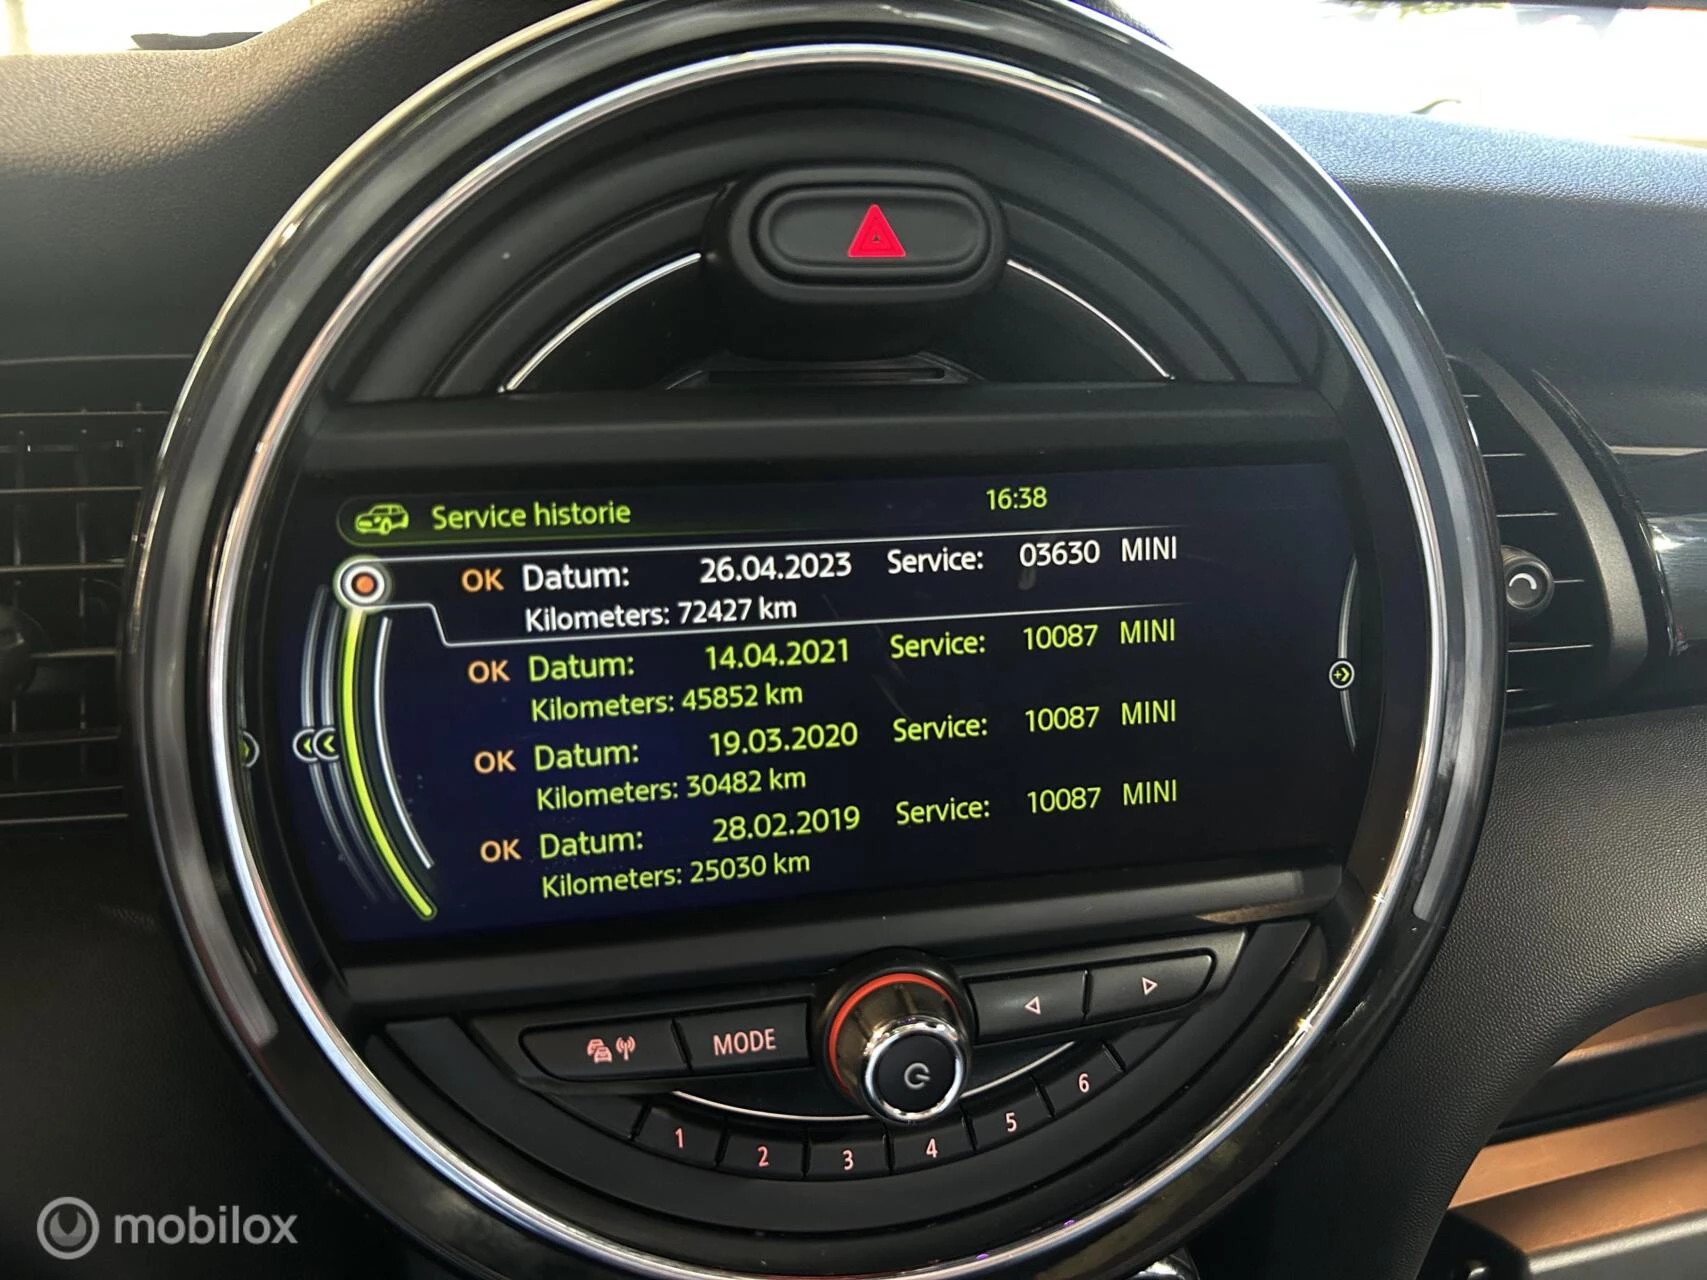 Service historie 16:38
OK Datum: 26.04.2023 Service: 03630 MINI
Kilometers: 72427 km
OK Datum: 14.04.2021 Service: 10087 MINI
Kilometers: 45852 km
OK Datum: 19.03.2020 Service: 10087 MINI
Kilometers: 30482 km
OK Datum: 28.02.2019 Service: 10087 MINI
Kilometers: 25030 km
MODE
1 2 3 4 5 6
mobilox